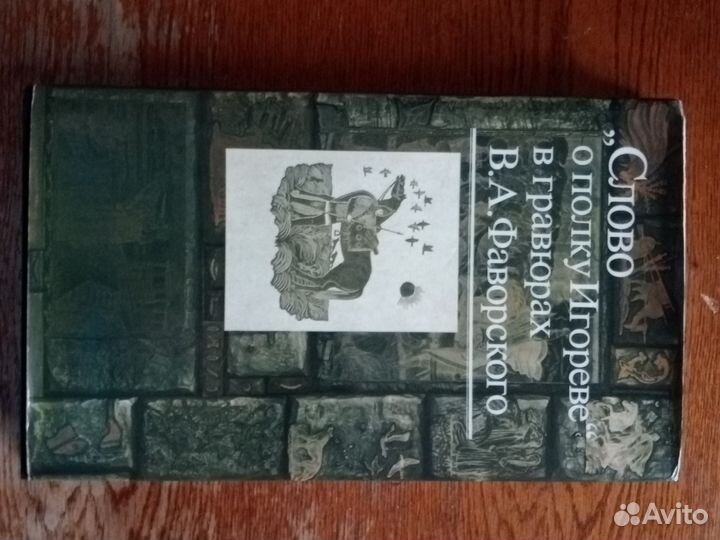 „Слово
о полку Игореве“
в гравюрах
В.А.Фаворского
Avito